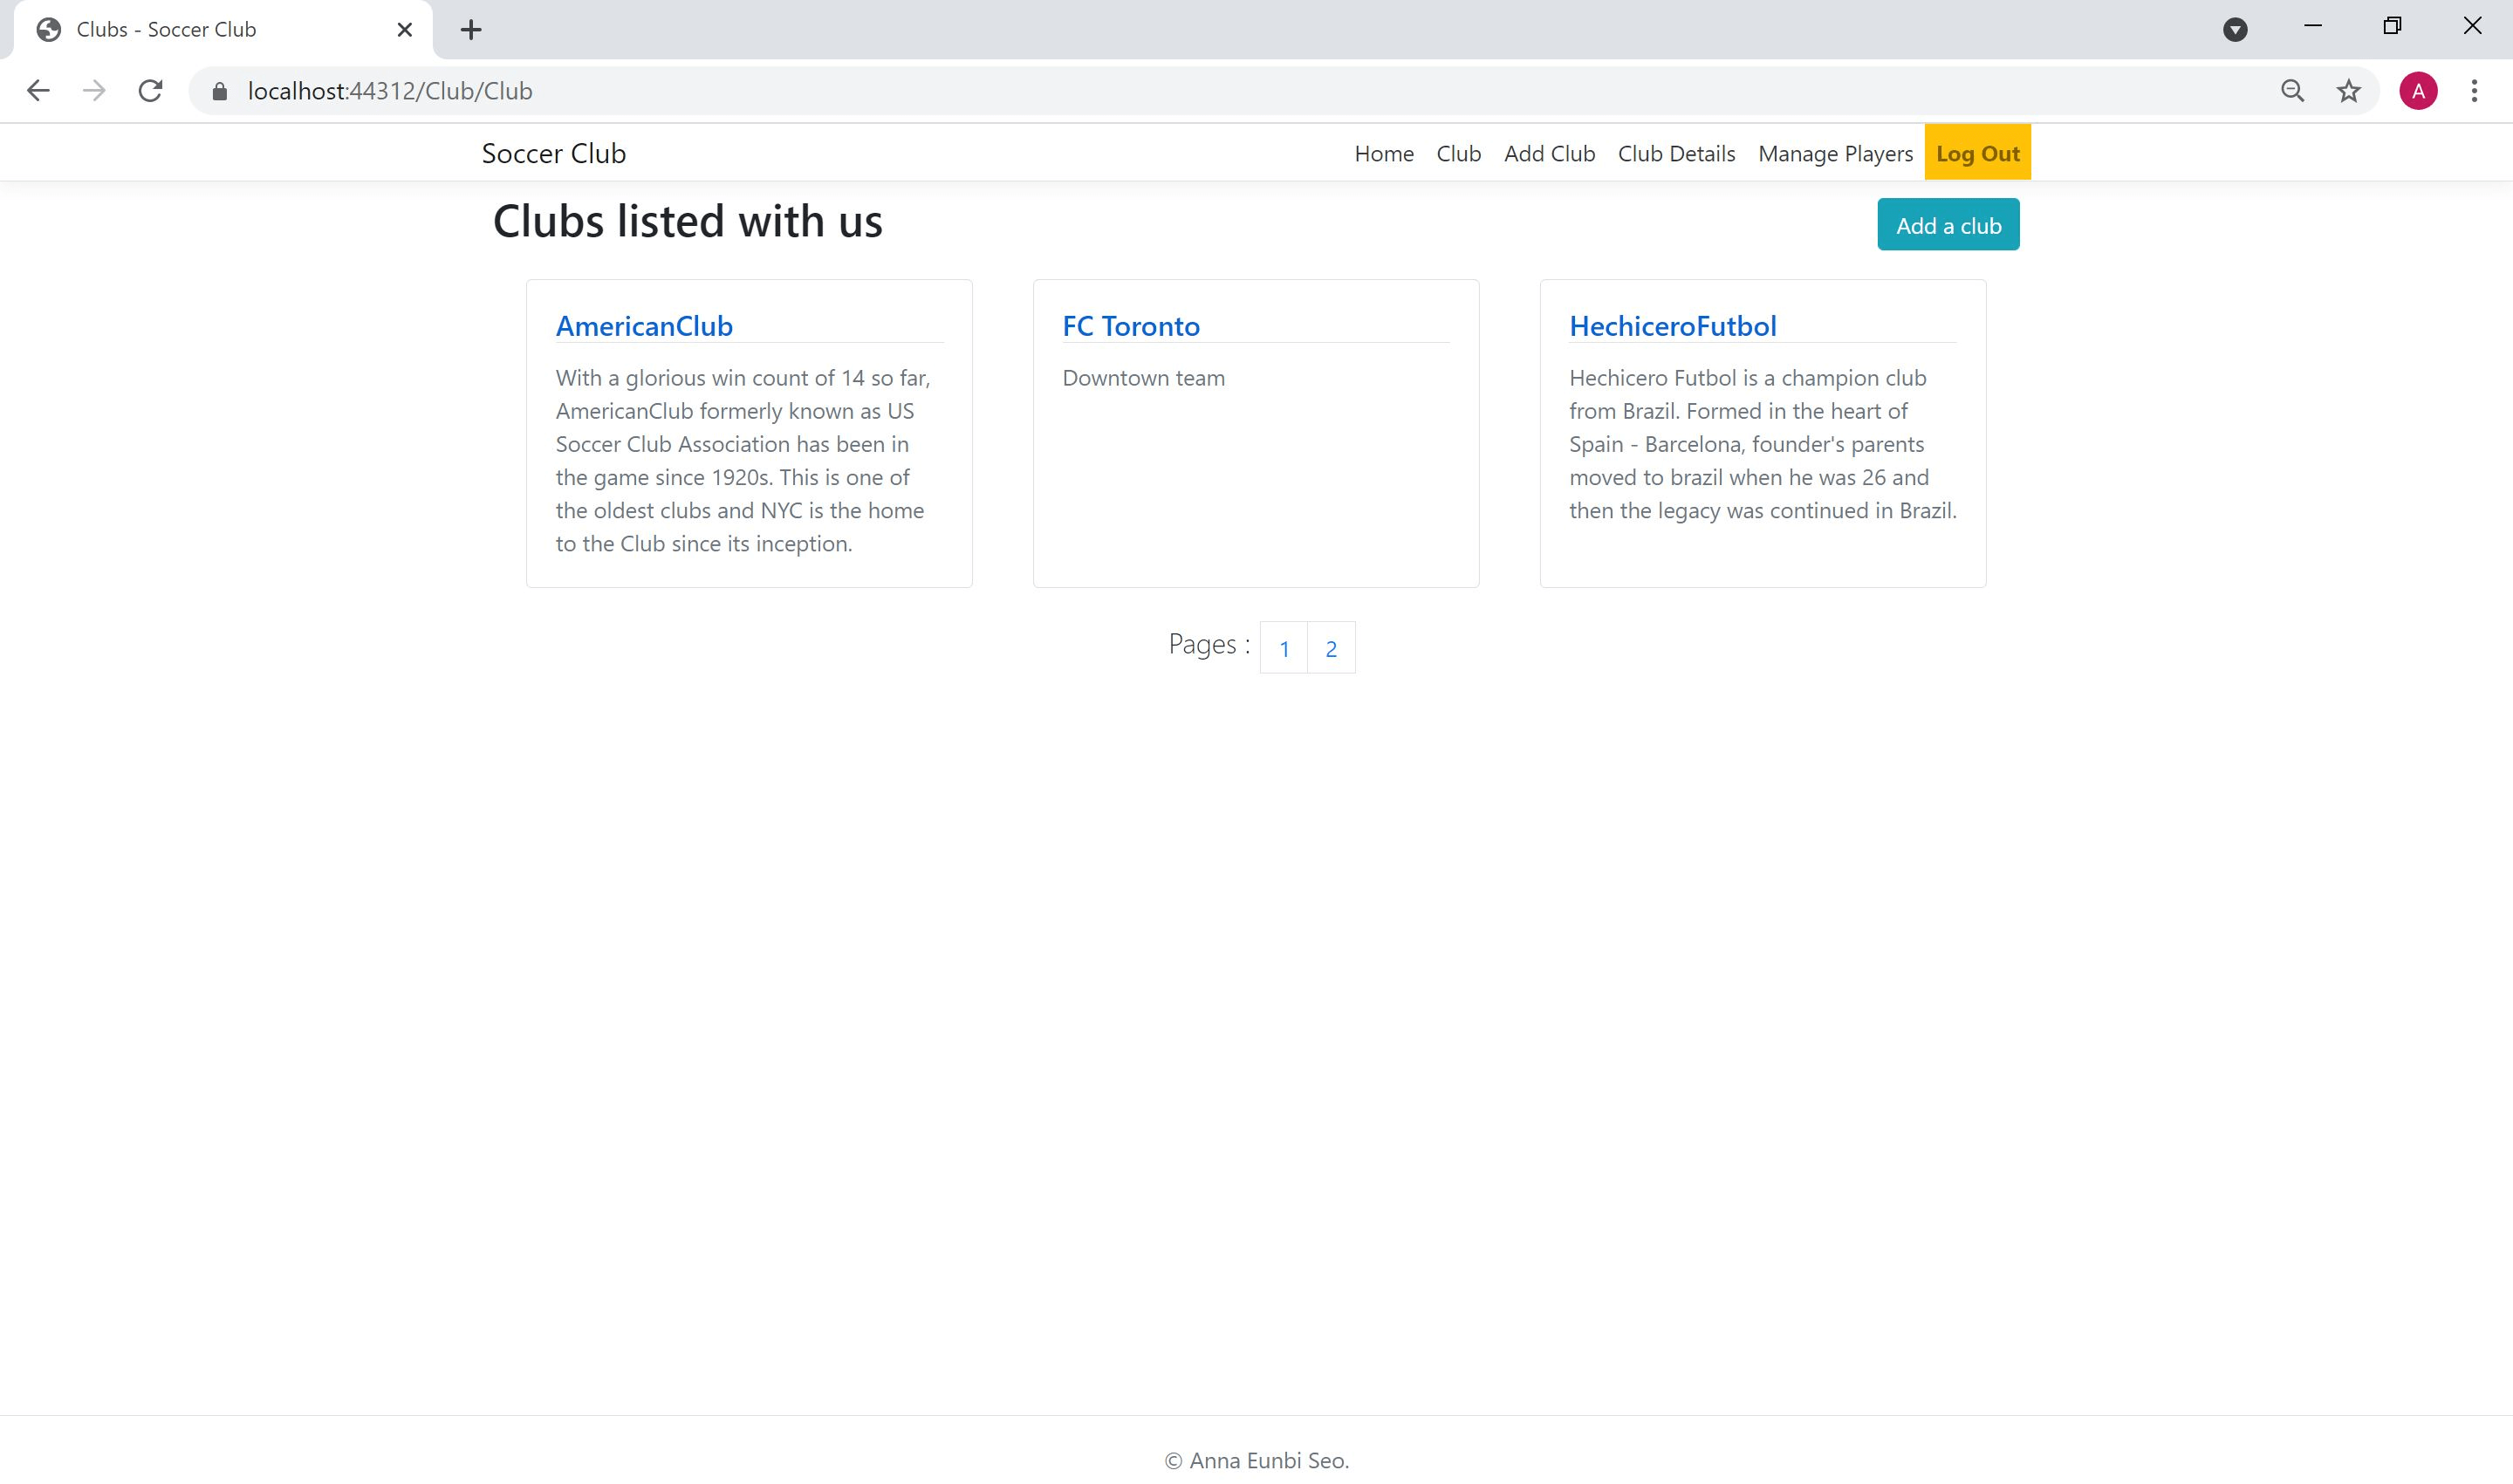 Clubs - Soccer Club
localhost:44312/Club/Club
A
Soccer Club
Home Club Add Club Club Details Manage Players Log Out
Clubs listed with us
Add a club
AmericanClub
With a glorious win count of 14 so far,
AmericanClub formerly known as US
Soccer Club Association has been in
the game since 1920s. This is one of
the oldest clubs and NYC is the home
to the Club since its inception.
FC Toronto
Downtown team
HechiceroFutbol
Hechicero Futbol is a champion club
from Brazil. Formed in the heart of
Spain - Barcelona, founder's parents
moved to brazil when he was 26 and
then the legacy was continued in Brazil.
Pages : 1 2
© Anna Eunbi Seo.